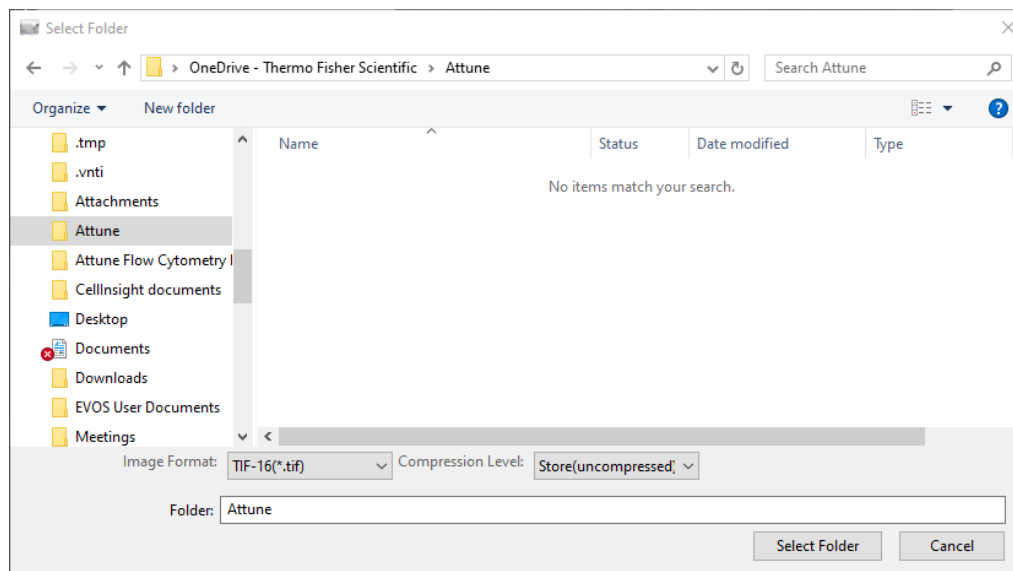 Select Folder
OneDrive - Thermo Fisher Scientific > Attune
Search Attune
Organize
New folder
Name
Status
Date modified
Type
No items match your search.
.tmp
.vnti
Attachments
Attune
Attune Flow Cytometry
CellInsight documents
Desktop
Documents
Downloads
EVOS User Documents
Meetings
Image Format: TIF-16(*.tif)
Compression Level: Store(uncompressed)
Folder: Attune
Select Folder
Cancel